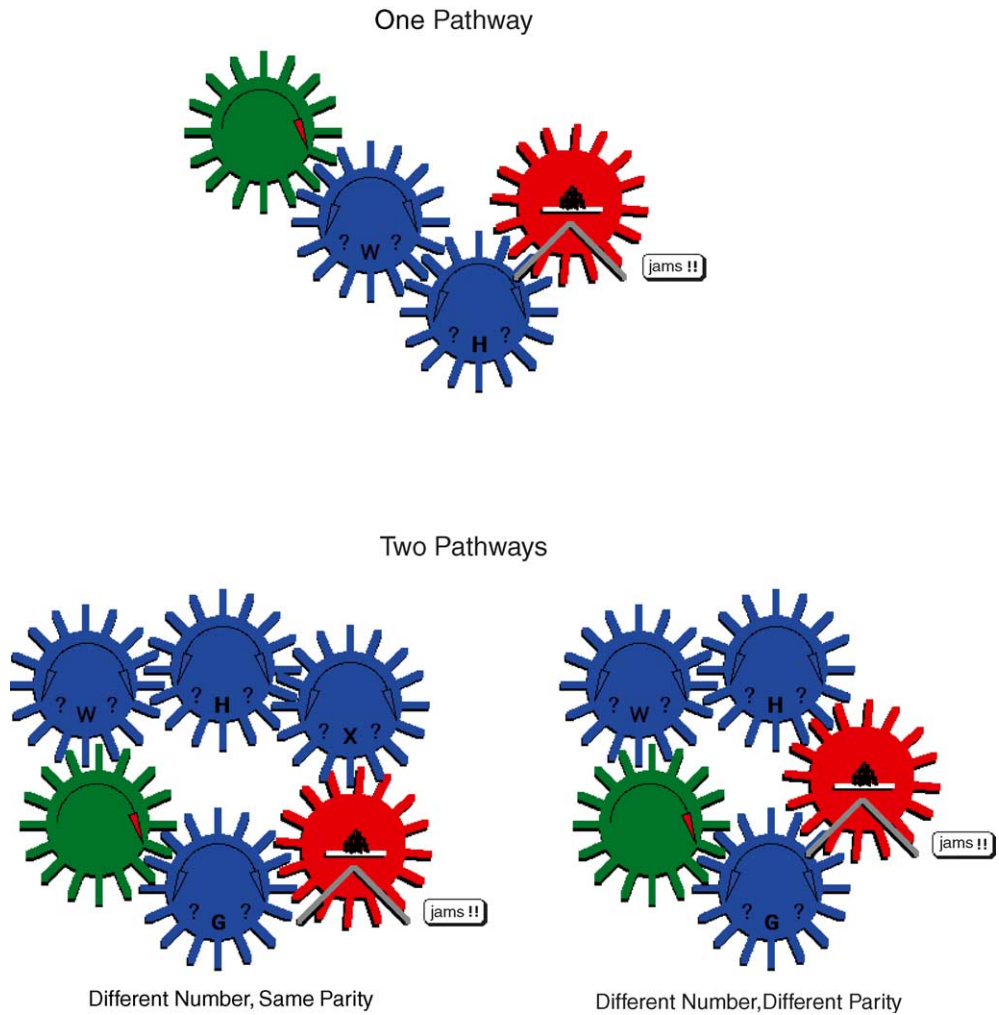 One Pathway
? W ?
? H ?
jams !!
Two Pathways
? W ?
? H ?
? X ?
? G ?
jams !!
Different Number, Same Parity
? W ?
? H ?
? G ?
jams !!
Different Number,Different Parity